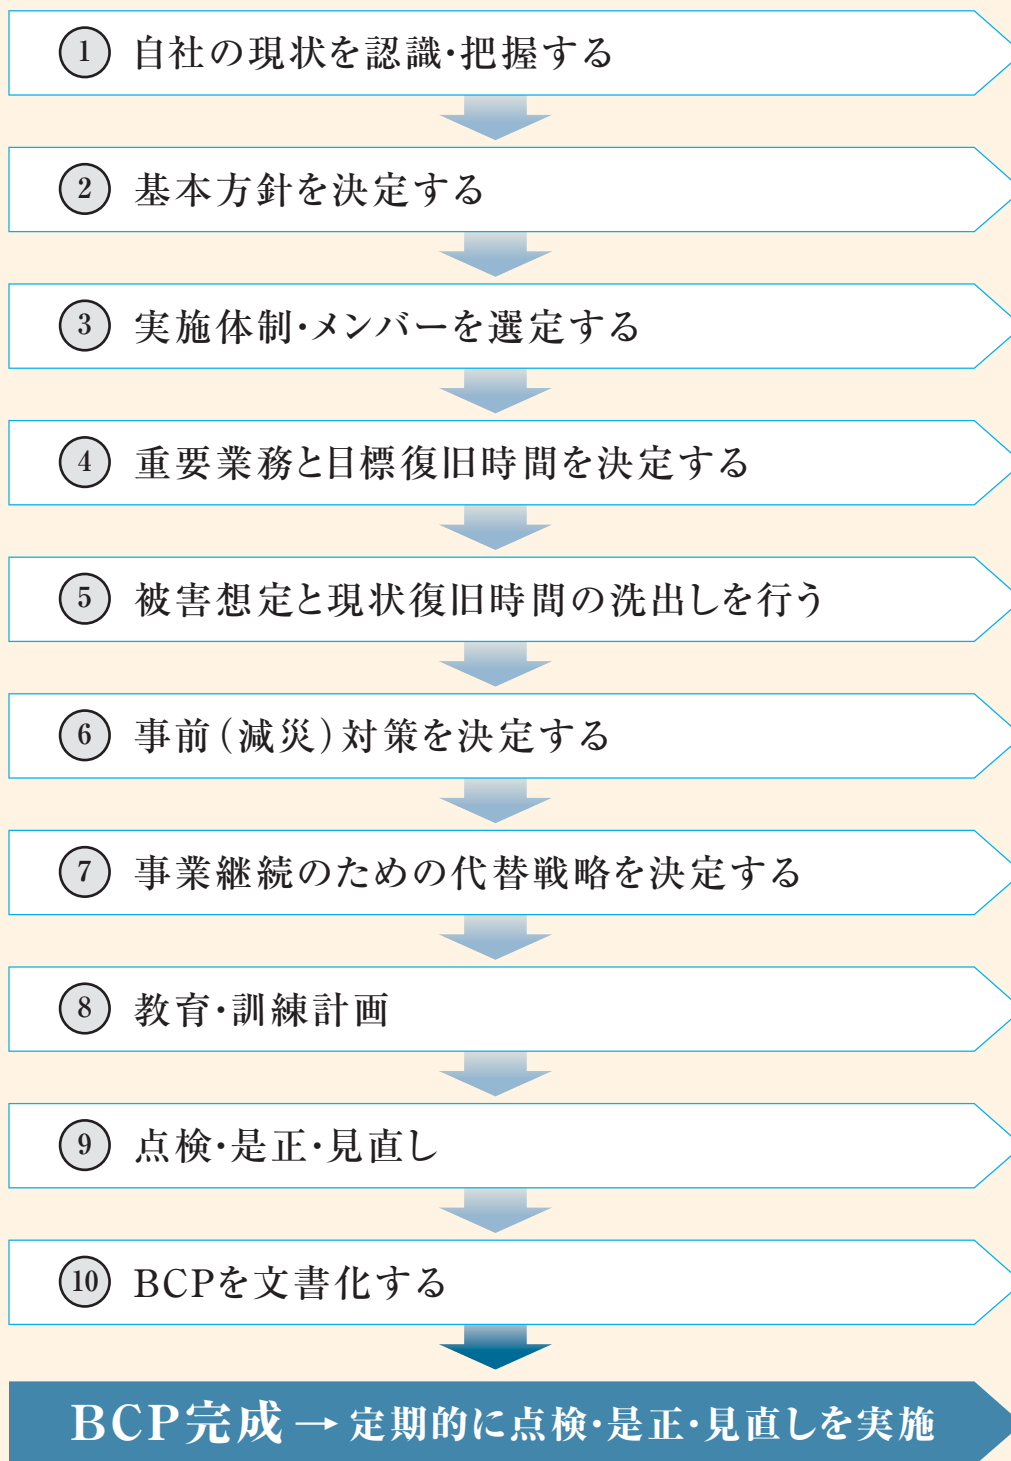 ① 自社の現状を認識・把握する
② 基本方針を決定する
③ 実施体制・メンバーを選定する
④ 重要業務と目標復旧時間を決定する
⑤ 被害想定と現状復旧時間の洗出しを行う
⑥ 事前（減災）対策を決定する
⑦ 事業継続のための代替戦略を決定する
⑧ 教育・訓練計画
⑨ 点検・是正・見直し
⑩ BCPを文書化する
BCP完成 → 定期的に点検・是正・見直しを実施